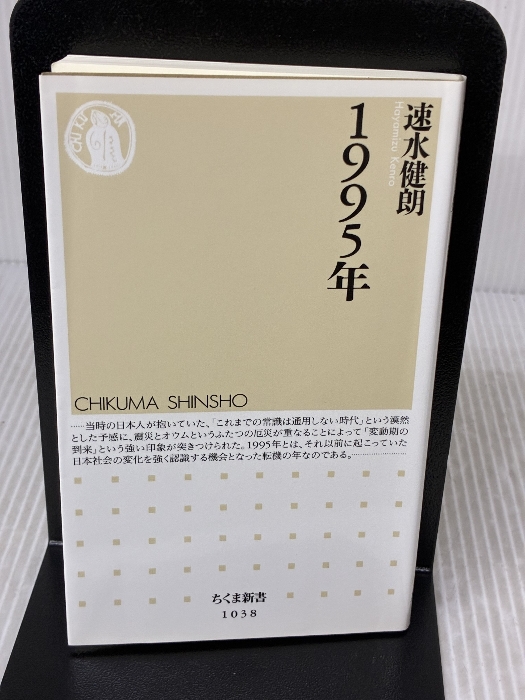 速水健朗
Hayamizu Kenro
1995年
CHIKUMA SHINSHO
……当時の日本人が抱いていた、「これまでの常識は通用しない時代」という漠然
とした予感に、震災とオウムというふたつの厄災が重なることによって「変動期の
到来」という強い印象が突きつけられた。1995年とは、それ以前に起こっていた
日本社会の変化を強く認識する機会となった転機の年なのである。……………
ちくま新書
1038